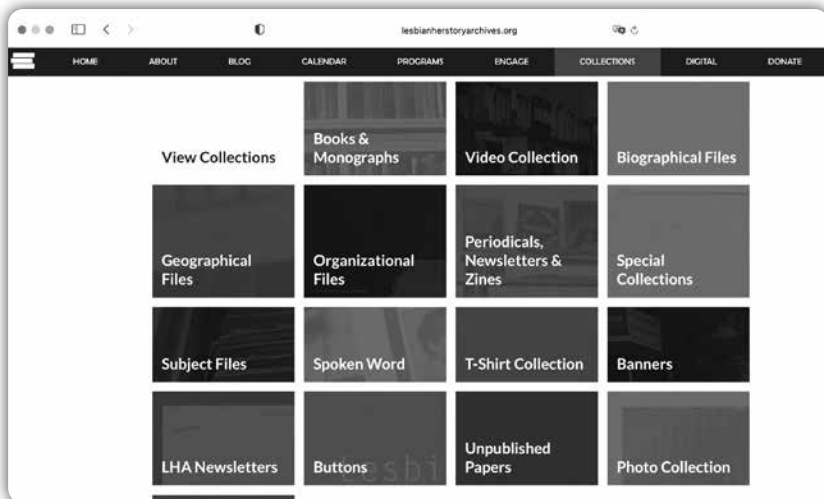 lesbianherstoryarchives.org
HOME ABOUT BLOG CALENDAR PROGRAMS ENGAGE COLLECTIONS DIGITAL DONATE
View Collections
Books &
Monographs
Video Collection
Biographical Files
Geographical
Files
Organizational
Files
Periodicals,
Newsletters &
Zines
Special
Collections
Subject Files
Spoken Word
T-Shirt Collection
Banners
LHA Newsletters
Buttons
Lesbi
Unpublished
Papers
Photo Collection